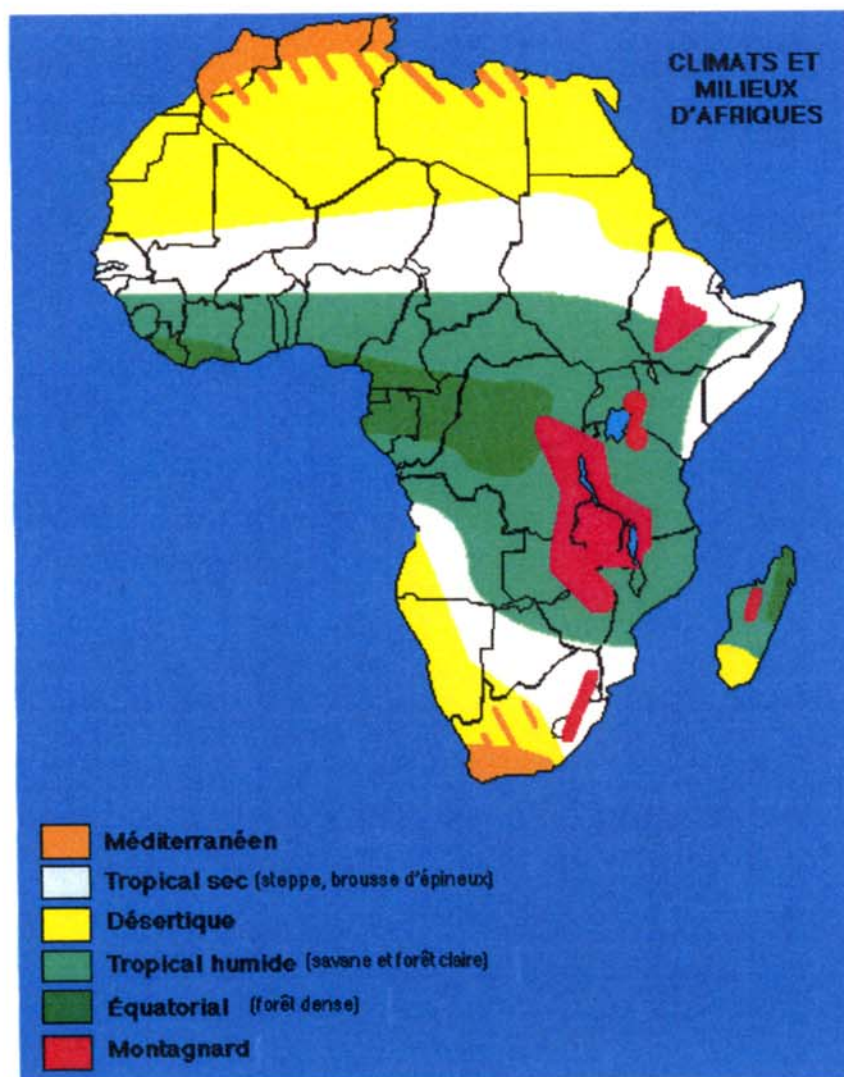 CLIMATS ET
MILIEUX
D'AFRIQUES
Méditerranéen
Tropical sec (steppe, brousse d'épineux)
Désertique
Tropical humide (savane et forêt claire)
Équatorial (forêt dense)
Montagnard